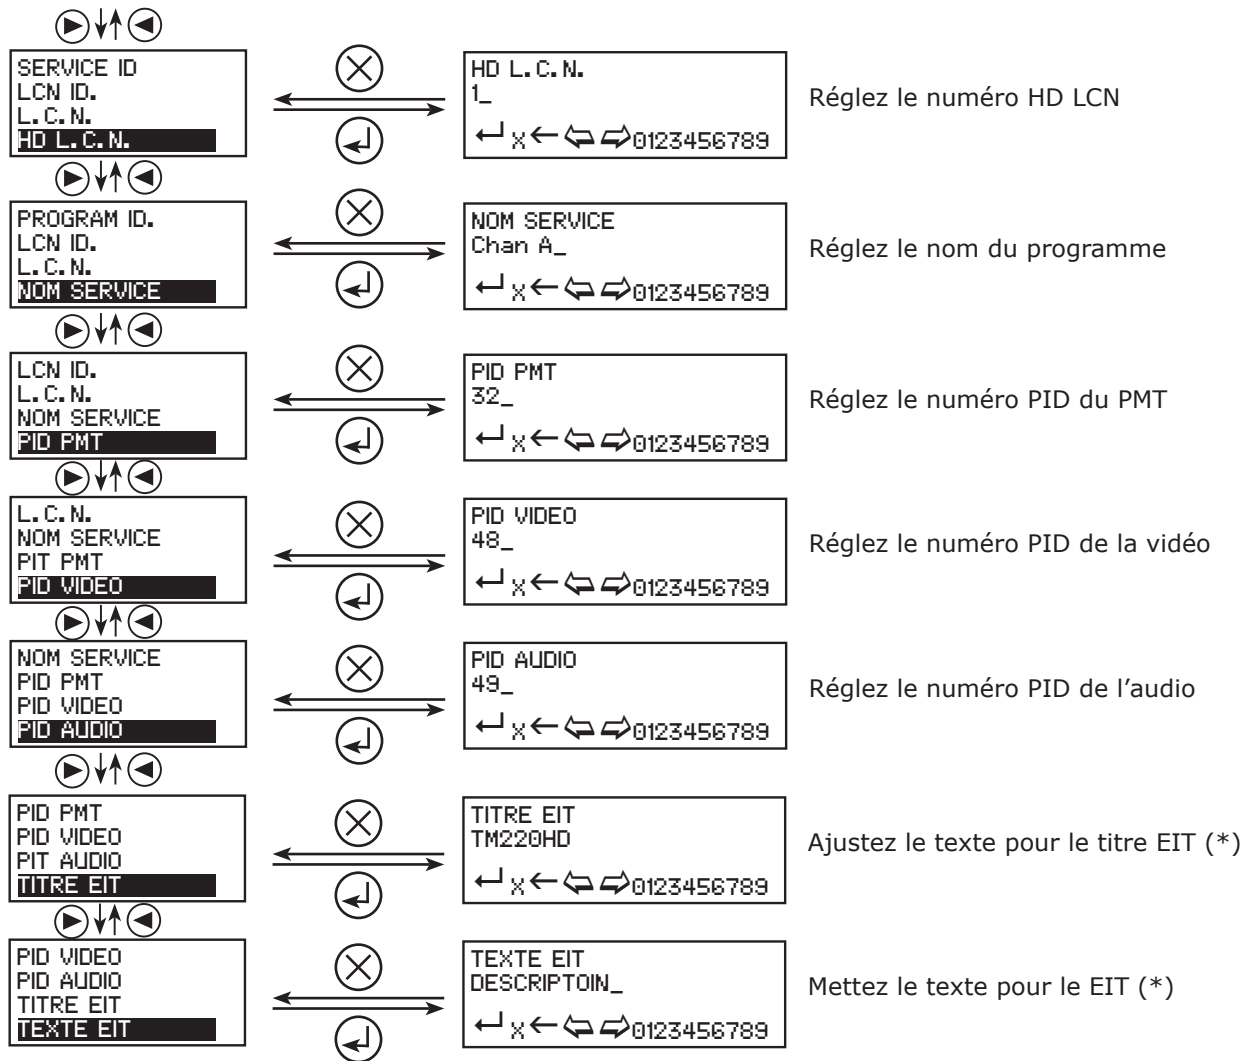 SERVICE ID
LCN ID.
L.C.N.
HD L.C.N.
HD L.C.N.
1_
X 0123456789
Réglez le numéro HD LCN
PROGRAM ID.
LCN ID.
L.C.N.
NOM SERVICE
NOM SERVICE
Chan A_
X 0123456789
Réglez le nom du programme
LCN ID.
L.C.N.
NOM SERVICE
PID PMT
PID PMT
32_
X 0123456789
Réglez le numéro PID du PMT
L.C.N.
NOM SERVICE
PIT PMT
PID VIDEO
PID VIDEO
48_
X 0123456789
Réglez le numéro PID de la vidéo
NOM SERVICE
PID PMT
PID VIDEO
PID AUDIO
PID AUDIO
49_
X 0123456789
Réglez le numéro PID de l’audio
PID PMT
PID VIDEO
PIT AUDIO
TITRE EIT
TITRE EIT
TM220HD
X 0123456789
Ajustez le texte pour le titre EIT (*)
PID VIDEO
PID AUDIO
TITRE EIT
TEXTE EIT
TEXTE EIT
DESCRIPTOIN_
X 0123456789
Mettez le texte pour le EIT (*)